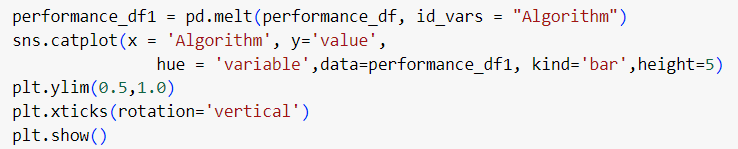 performance_df1 = pd.melt(performance_df, id_vars = "Algorithm")
sns.catplot(x = 'Algorithm', y='value',
hue = 'variable',data=performance_df1, kind='bar',height=5)
plt.ylim(0.5,1.0)
plt.xticks(rotation='vertical')
plt.show()